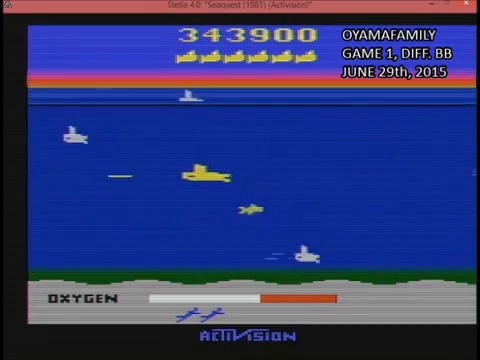 Stella 4.0: "Seaquest (1983) (Activision)"
343900
OYAMAFAMILY
GAME 1, DIFF. BB
JUNE 29th, 2015
OXYGEN
ACTIVISION